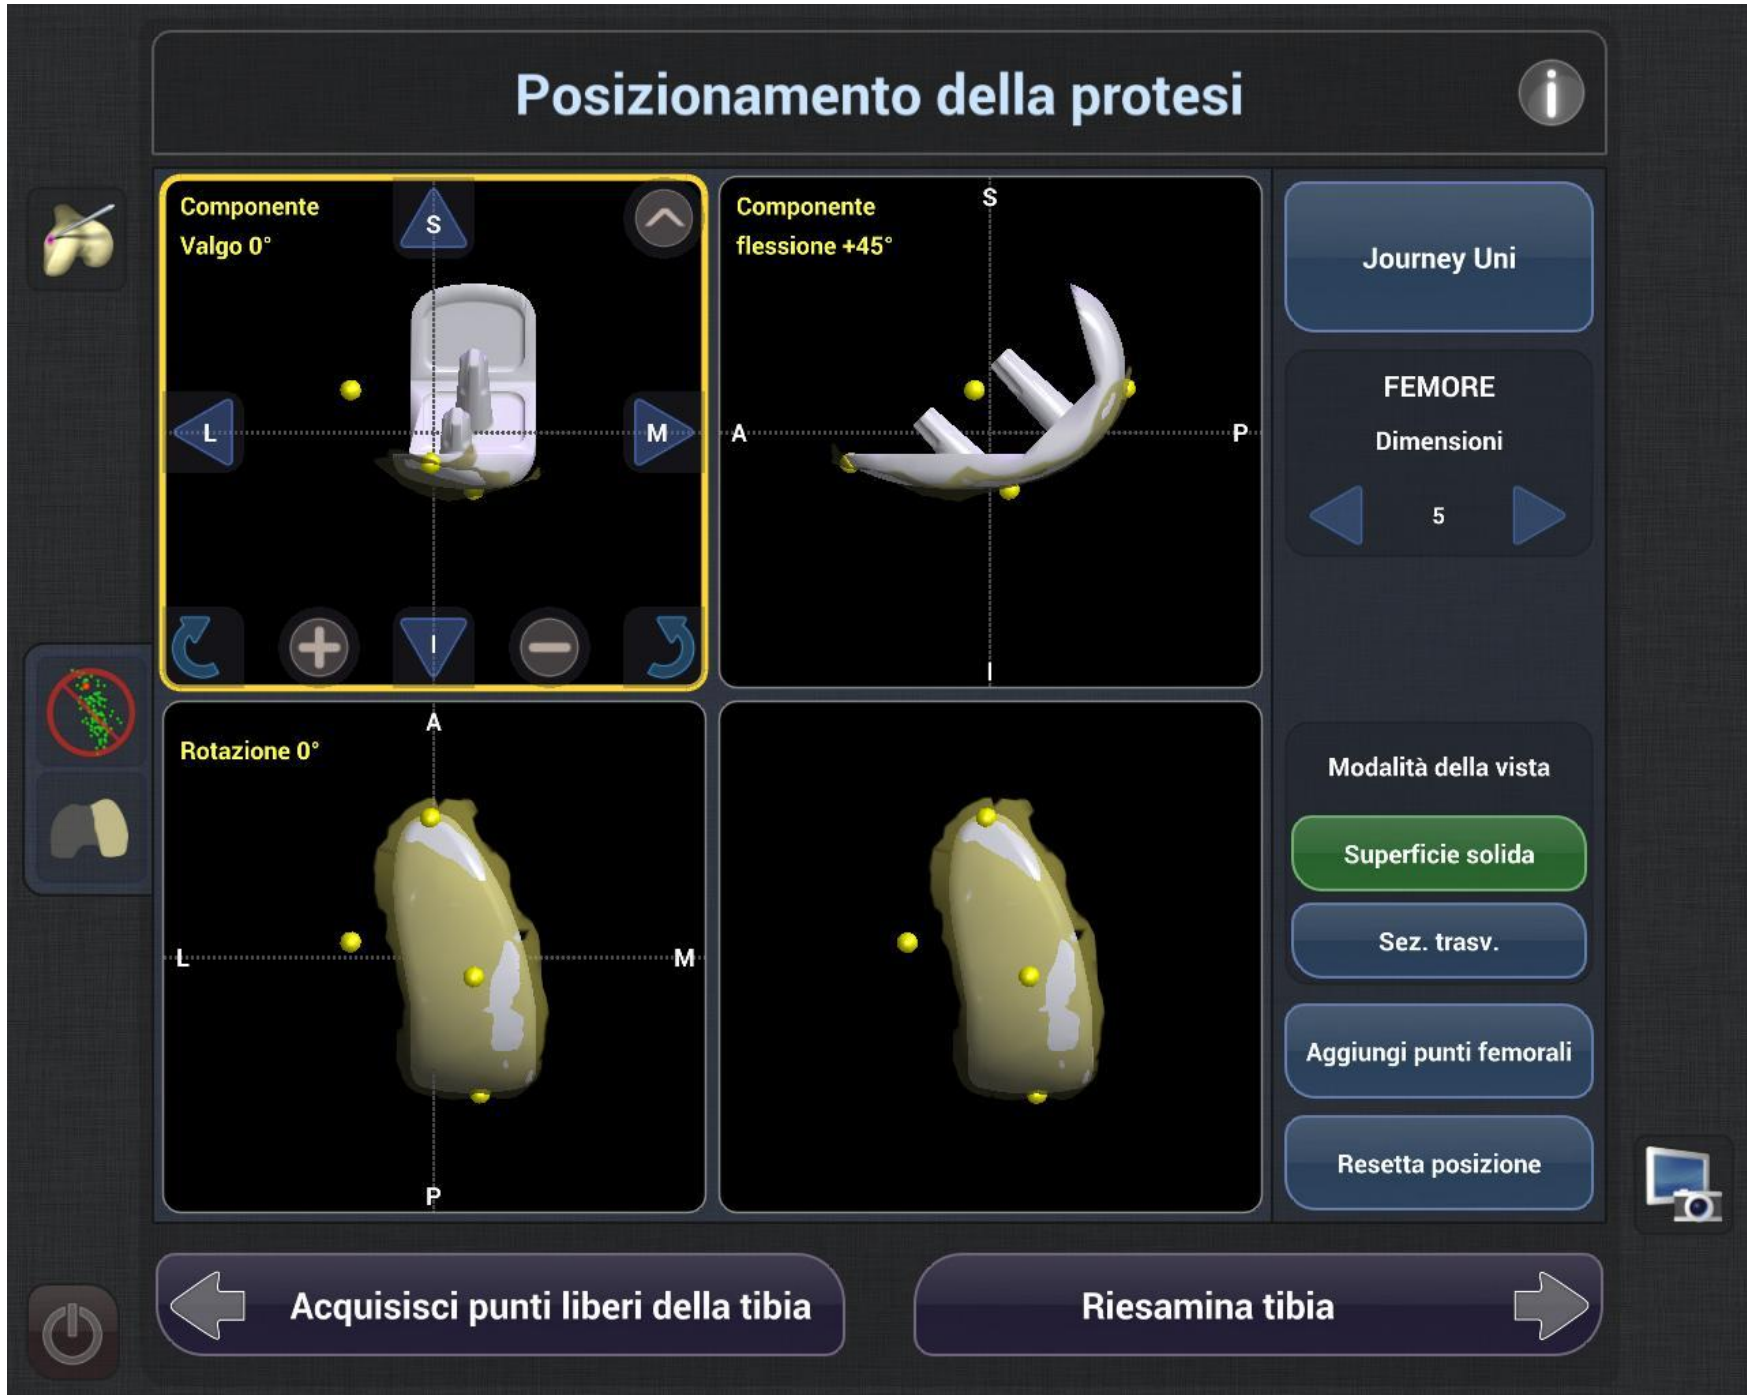 Posizionamento della protesi
i
Componente
Valgo 0°
S
L
M
I
Componente
flessione +45°
S
A
P
I
Rotazione 0°
A
L
M
P
Journey Uni
FEMORE
Dimensioni
5
Modalità della vista
Superficie solida
Sez. trasv.
Aggiungi punti femorali
Resetta posizione
Acquisisci punti liberi della tibia
Riesamina tibia